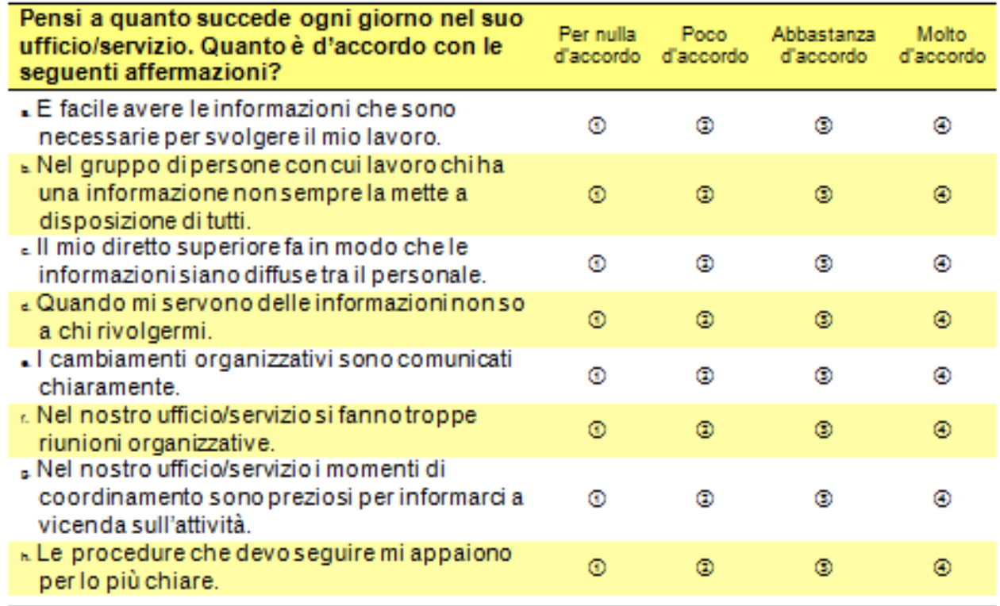 Pensi a quanto succede ogni giorno nel suo
ufficio/servizio. Quanto è d'accordo con le
seguenti affermazioni?
Per nulla d'accordo
Poco d'accordo
Abbastanza d'accordo
Molto d'accordo
a. E facile avere le informazioni che sono
necessarie per svolgere il mio lavoro.
① ② ③ ④
b. Nel gruppo di persone con cui lavoro chi ha
una informazione non sempre la mette a
disposizione di tutti.
① ② ③ ④
c. Il mio diretto superiore fa in modo che le
informazioni siano diffuse tra il personale.
① ② ③ ④
d. Quando mi servono delle informazioni non so
a chi rivolgermi.
① ② ③ ④
e. I cambiamenti organizzativi sono comunicati
chiaramente.
① ② ③ ④
f. Nel nostro ufficio/servizio si fanno troppe
riunioni organizzative.
① ② ③ ④
g. Nel nostro ufficio/servizio i momenti di
coordinamento sono preziosi per informarci a
vicenda sull'attività.
① ② ③ ④
h. Le procedure che devo seguire mi appaiono
per lo più chiare.
① ② ③ ④